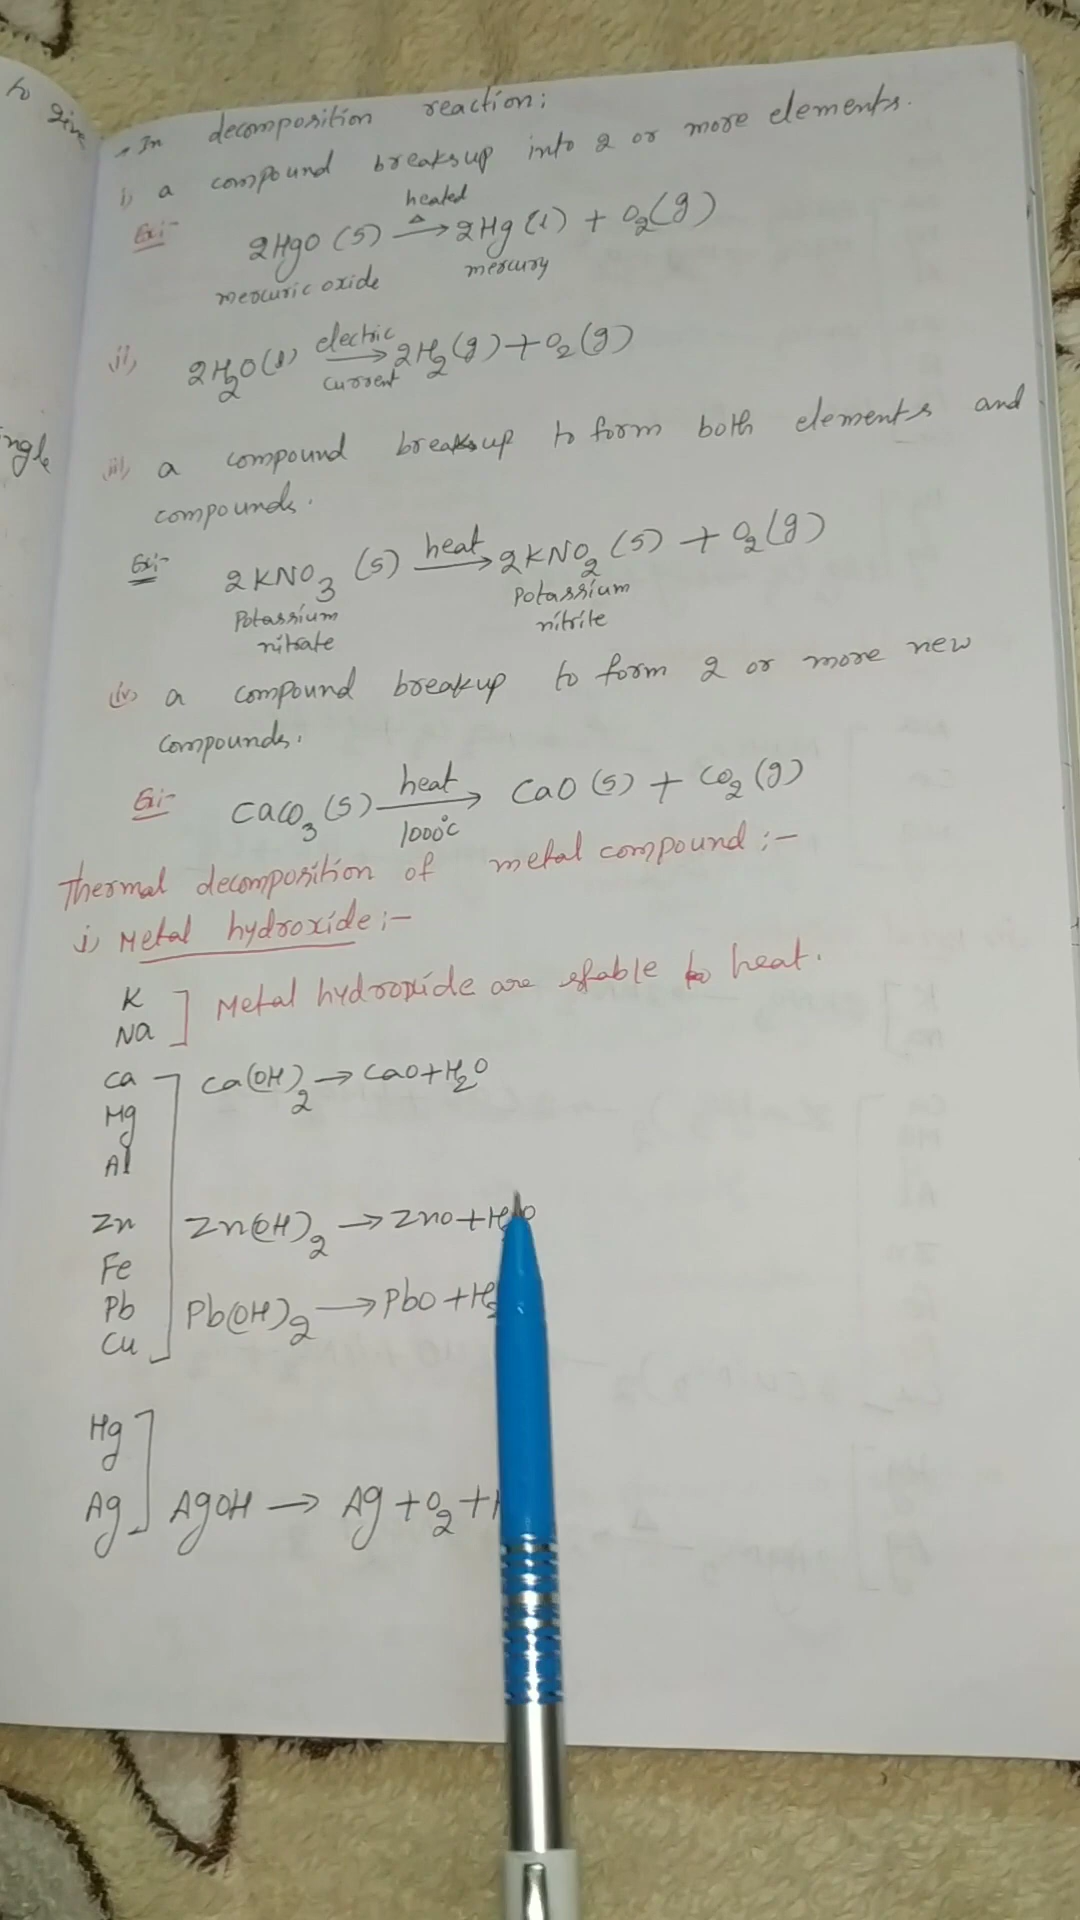 to give
ingle
→ In decomposition reaction;
i) a compound breaksup into 2 or more elements.
Ex:- 2HgO (s) heated Δ → 2Hg (l) + O₂(g)
mercuric oxide mercury
ii) 2H₂O(l) electric current → 2H₂(g) + O₂(g)
iii) a compound breaksup to form both elements and
compounds.
Ex:- 2KNO₃ (s) heat → 2KNO₂ (s) + O₂(g)
Potassium nitrate Potassium nitrite
(iv) a compound breakup to form 2 or more new
compounds.
Ex:- CaCO₃(s) heat 1000°C → CaO(s) + CO₂(g)
Thermal decomposition of metal compound :-
i) Metal hydroxide :-
K
Na ] Metal hydroxide are stable to heat.
Ca Ca(OH)₂ → CaO+H₂O
Mg
Al
Zn Zn(OH)₂ → ZnO+H₂O
Fe
Pb Pb(OH)₂ → PbO+H₂
Cu
Hg
Ag AgOH → Ag+O₂+